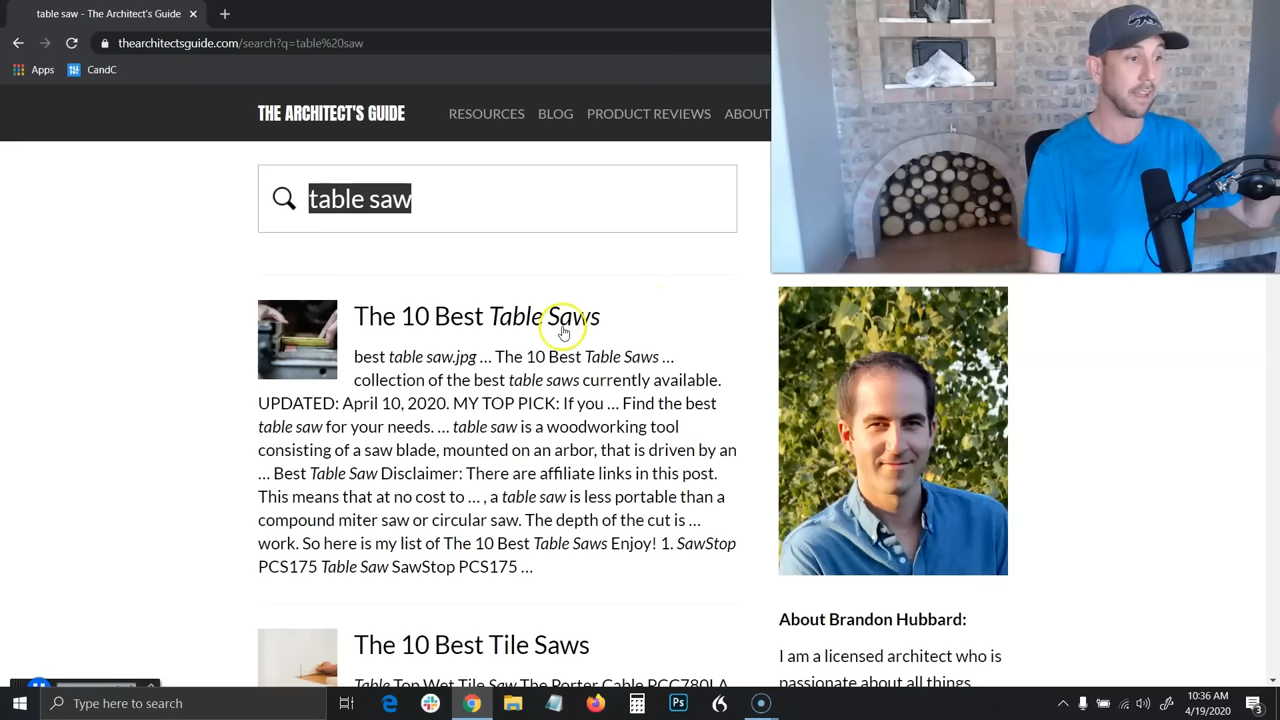 table saw - The Architect's Guide
thearchitectsguide.com/search?q=table%20saw
Apps
CandC
THE ARCHITECT'S GUIDE
RESOURCES
BLOG
PRODUCT REVIEWS
ABOUT
table saw
The 10 Best Table Saws
best table saw.jpg ... The 10 Best Table Saws ...
collection of the best table saws currently available.
UPDATED: April 10, 2020. MY TOP PICK: If you ... Find the best
table saw for your needs. ... table saw is a woodworking tool
consisting of a saw blade, mounted on an arbor, that is driven by an
... Best Table Saw Disclaimer: There are affiliate links in this post.
This means that at no cost to ... , a table saw is less portable than a
compound miter saw or circular saw. The depth of the cut is ...
work. So here is my list of The 10 Best Table Saws Enjoy! 1. SawStop
PCS175 Table Saw SawStop PCS175 ...
The 10 Best Tile Saws
Table Top Wet Tile Saw The Porter Cable PCC780LA
About Brandon Hubbard:
I am a licensed architect who is
passionate about all things
Type here to search
10:36 AM
4/19/2020
3